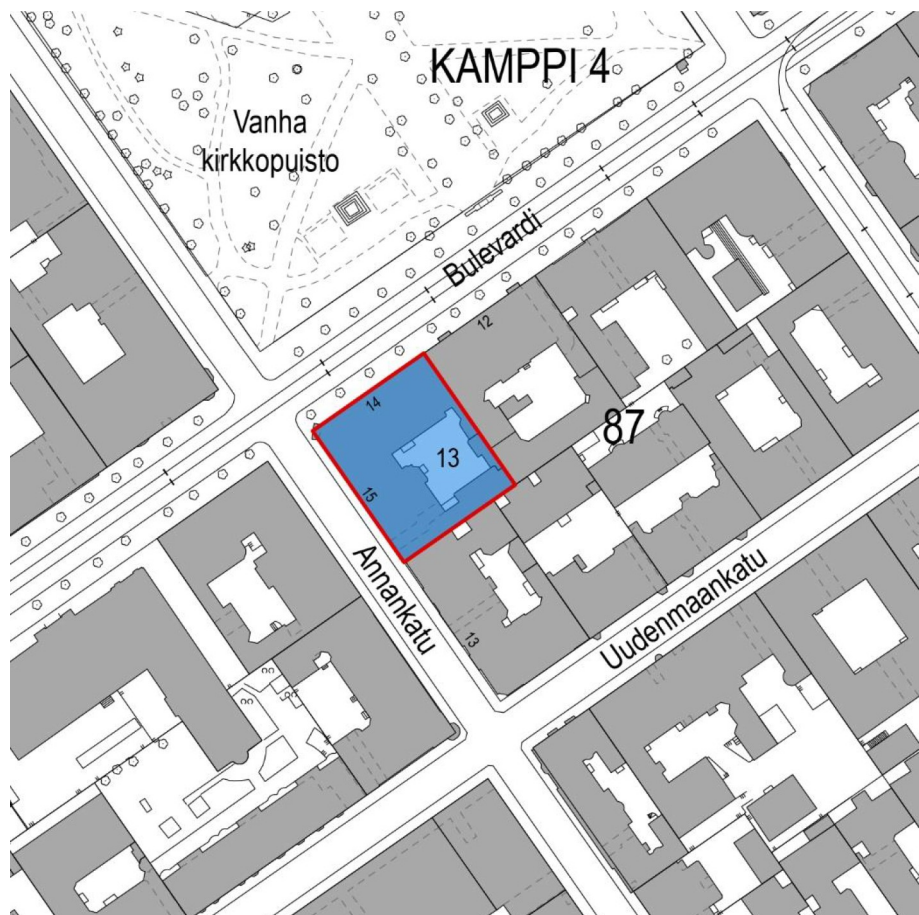 KAMPPI 4
Vanha
kirkkopuisto
Bulevardi
12
14
87
13
15
Annankatu
13
Uudenmaankatu